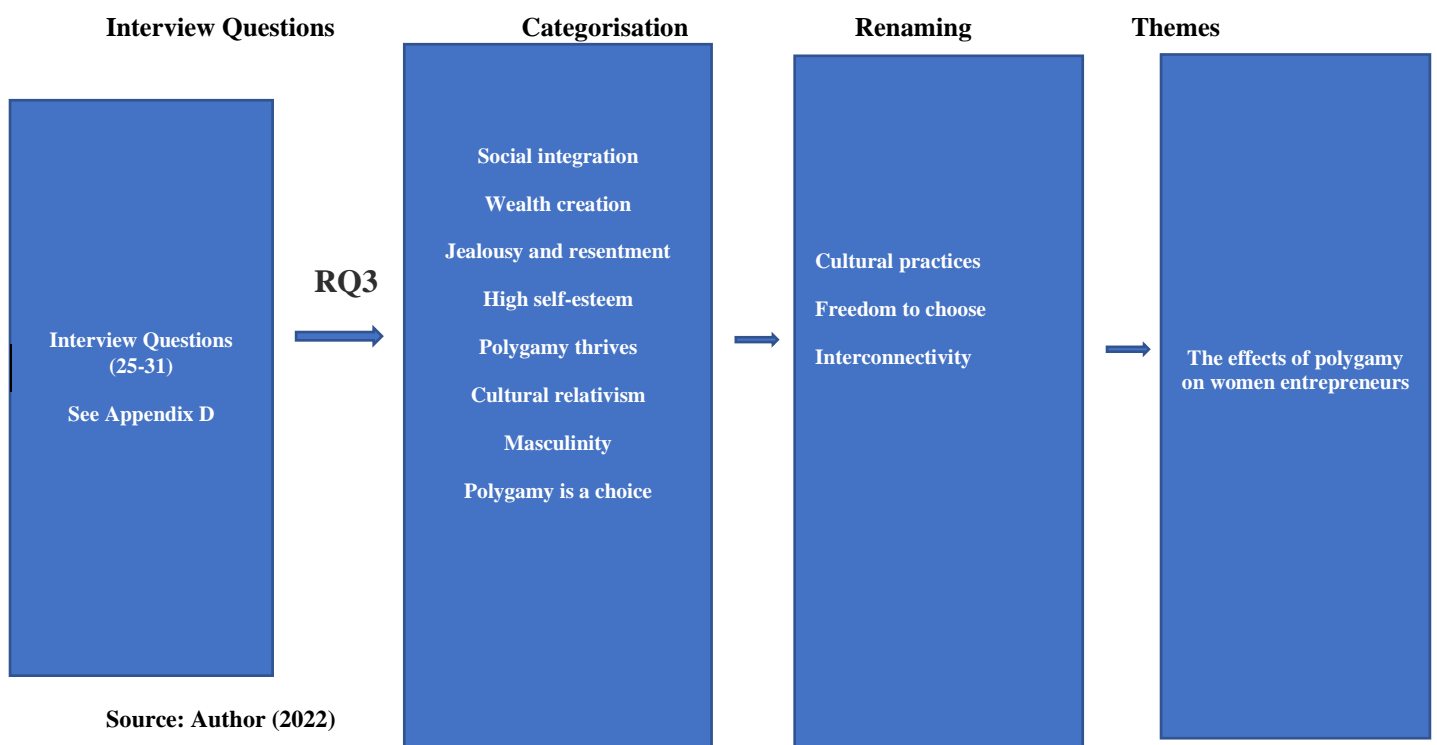 Interview Questions
Categorisation
Renaming
Themes
Interview Questions
(25-31)
See Appendix D
RQ3
Social integration
Wealth creation
Jealousy and resentment
High self-esteem
Polygamy thrives
Cultural relativism
Masculinity
Polygamy is a choice
Cultural practices
Freedom to choose
Interconnectivity
The effects of polygamy
on women entrepreneurs
Source: Author (2022)